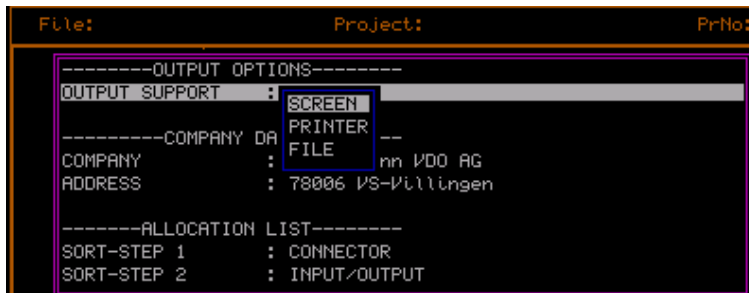 File: Project: PrNo:
--------OUTPUT OPTIONS--------
OUTPUT SUPPORT :
SCREEN
PRINTER
FILE
---------COMPANY DA --
COMPANY : nn VDO AG
ADDRESS : 78006 VS-Villingen
-------ALLOCATION LIST--------
SORT-STEP 1 : CONNECTOR
SORT-STEP 2 : INPUT/OUTPUT